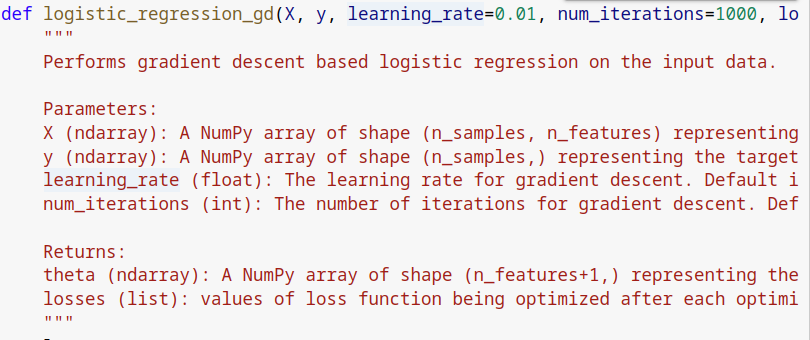 def logistic_regression_gd(X, y, learning_rate=0.01, num_iterations=1000, lo
"""
Performs gradient descent based logistic regression on the input data.
Parameters:
X (ndarray): A NumPy array of shape (n_samples, n_features) representing
y (ndarray): A NumPy array of shape (n_samples,) representing the target
learning_rate (float): The learning rate for gradient descent. Default i
num_iterations (int): The number of iterations for gradient descent. Def
Returns:
theta (ndarray): A NumPy array of shape (n_features+1,) representing the
losses (list): values of loss function being optimized after each optimi
"""